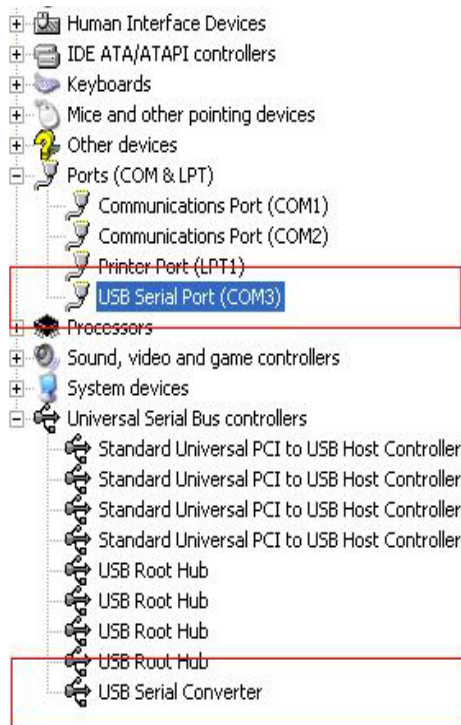 Human Interface Devices
IDE ATA/ATAPI controllers
Keyboards
Mice and other pointing devices
Other devices
Ports (COM & LPT)
Communications Port (COM1)
Communications Port (COM2)
Printer Port (LPT1)
USB Serial Port (COM3)
Processors
Sound, video and game controllers
System devices
Universal Serial Bus controllers
Standard Universal PCI to USB Host Controller
Standard Universal PCI to USB Host Controller
Standard Universal PCI to USB Host Controller
Standard Universal PCI to USB Host Controller
USB Root Hub
USB Root Hub
USB Root Hub
USB Root Hub
USB Serial Converter